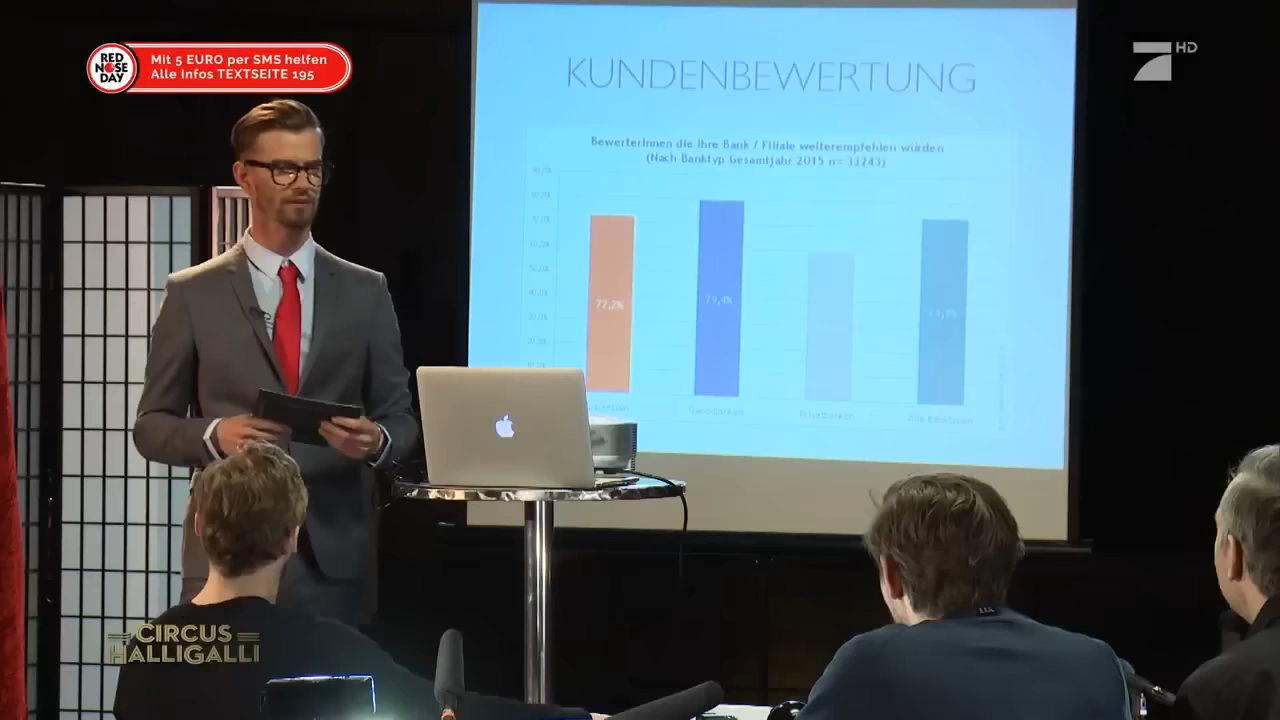 RED
NOSE
DAY
Mit 5 EURO per SMS helfen
Alle Infos TEXTSEITE 195
HD
KUNDENBEWERTUNG
BewerterInnen die Ihre Bank / Filiale weiterempfehlen würden
(Nach Banktyp Gesamtjahr 2015 n= 33243)
72,2%
79,4%
Privatbanken
CIRCUS
HALLIGALLI